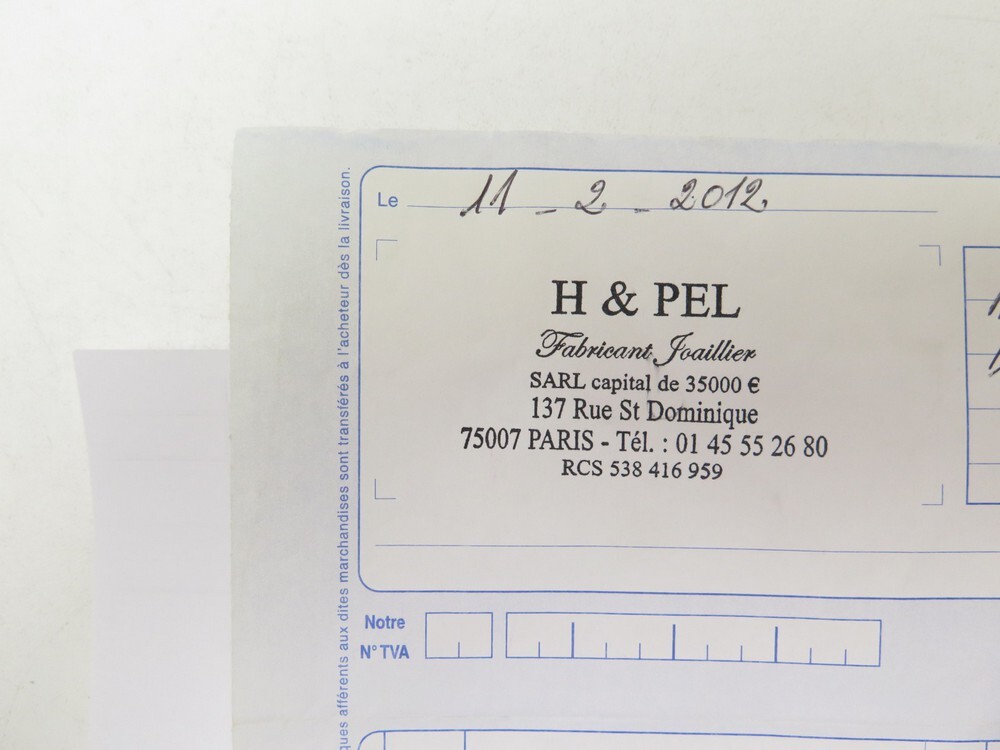 Le 11 - 2 - 2012
H & PEL
Fabricant Joaillier
SARL capital de 35000 €
137 Rue St Dominique
75007 PARIS - Tél. : 01 45 55 26 80
RCS 538 416 959
Notre
N° TVA
afférents aux dites marchandises sont transférés à l'acheteur dès la livraison.